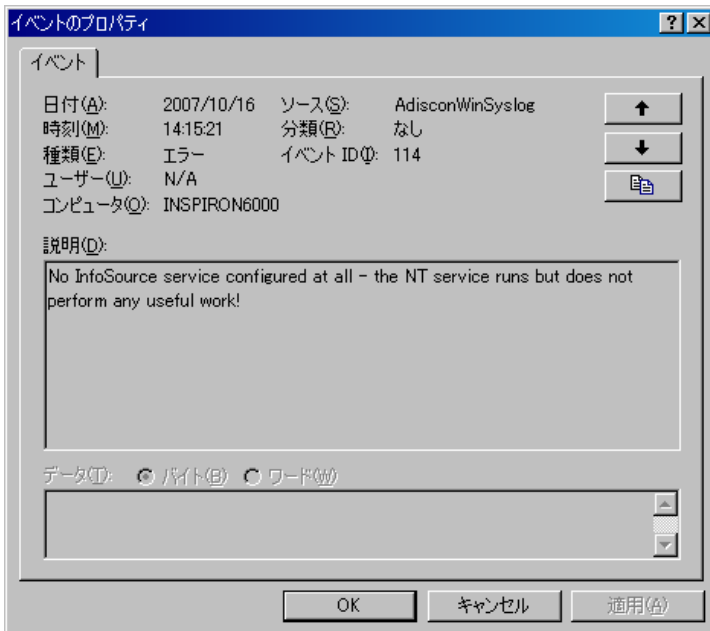 イベントのプロパティ
イベント
日付(A): 2007/10/16 ソース(S): AdisconWinSyslog
時刻(M): 14:15:21 分類(R): なし
種類(E): エラー イベント ID(I): 114
ユーザー(U): N/A
コンピュータ(O): INSPIRON6000
説明(D):
No InfoSource service configured at all - the NT service runs but does not
perform any useful work!
データ(T): バイト(B) ワード(W)
OK キャンセル 適用(A)